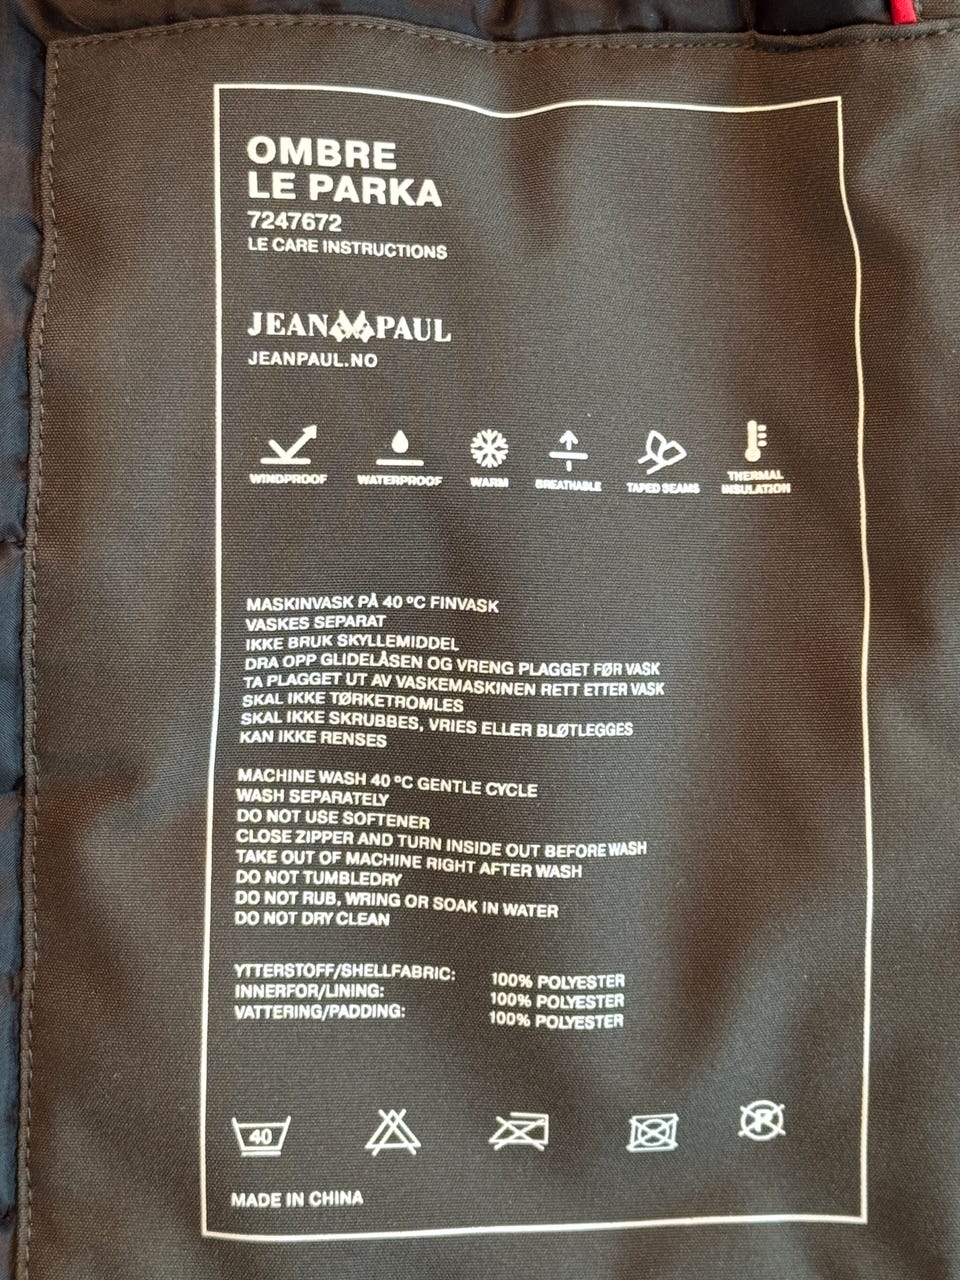 OMBRE
LE PARKA
7247672
LE CARE INSTRUCTIONS
JEAN PAUL
JEANPAUL.NO
WINDPROOF WATERPROOF WARM BREATHABLE TAPED SEAMS THERMAL INSULATION
MASKINVASK PÅ 40 ºC FINVASK
VASKES SEPARAT
IKKE BRUK SKYLLEMIDDEL
DRA OPP GLIDELÅSEN OG VRENG PLAGGET FØR VASK
TA PLAGGET UT AV VASKEMASKINEN RETT ETTER VASK
SKAL IKKE TØRKETROMLES
SKAL IKKE SKRUBBES, VRIES ELLER BLØTLEGGES
KAN IKKE RENSES
MACHINE WASH 40 ºC GENTLE CYCLE
WASH SEPARATELY
DO NOT USE SOFTENER
CLOSE ZIPPER AND TURN INSIDE OUT BEFORE WASH
TAKE OUT OF MACHINE RIGHT AFTER WASH
DO NOT TUMBLEDRY
DO NOT RUB, WRING OR SOAK IN WATER
DO NOT DRY CLEAN
YTTERSTOFF/SHELLFABRIC: 100% POLYESTER
INNERFOR/LINING: 100% POLYESTER
VATTERING/PADDING: 100% POLYESTER
40 P
MADE IN CHINA